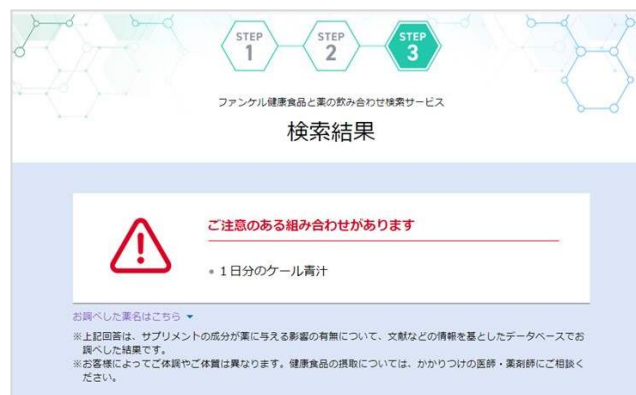 STEP
1
STEP
2
STEP
3
ファンケル健康食品と薬の飲み合わせ検索サービス
検索結果
ご注意のある組み合わせがあります
1日分のケール青汁
お調べした薬名はこちら
※上記回答は、サプリメントの成分が薬に与える影響の有無について、文献などの情報を基としたデータベースでお
調べした結果です。
※お客様によってご体調やご体質は異なります。健康食品の摂取については、かかりつけの医師・薬剤師にご相談く
ださい。